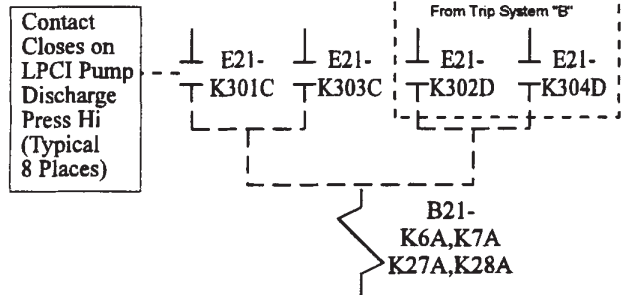 Contact
Closes on
LPCI Pump
Discharge
Press Hi
(Typical
8 Places)
From Trip System "B"
E21-
K301C
E21-
K303C
E21-
K302D
E21-
K304D
B21-
K6A,K7A
K27A,K28A